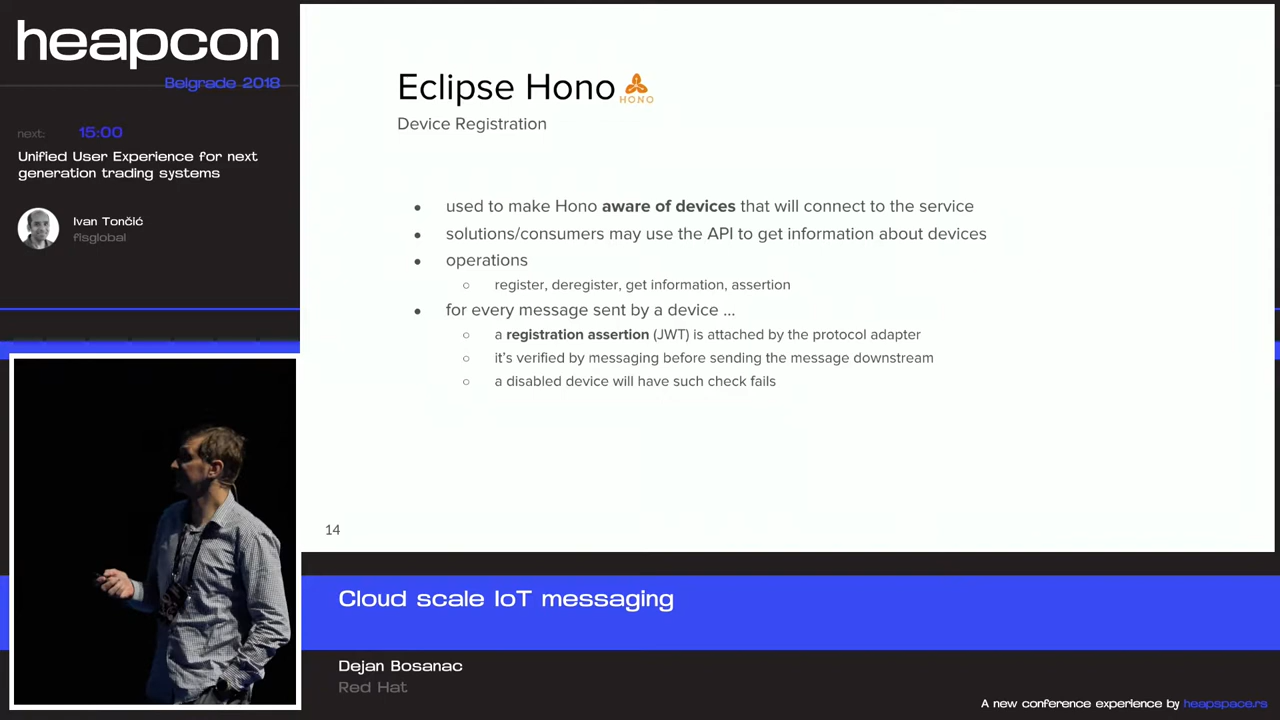 heapcon
Belgrade 2018
next: 15:00
Unified User Experience for next
generation trading systems
Ivan Tončić
fisglobal
Eclipse Hono
HONO
Device Registration
● used to make Hono aware of devices that will connect to the service
● solutions/consumers may use the API to get information about devices
● operations
○ register, deregister, get information, assertion
● for every message sent by a device ...
○ a registration assertion (JWT) is attached by the protocol adapter
○ it's verified by messaging before sending the message downstream
○ a disabled device will have such check fails
14
Cloud scale IoT messaging
Dejan Bosanac
Red Hat
A new conference experience by heapspace.rs